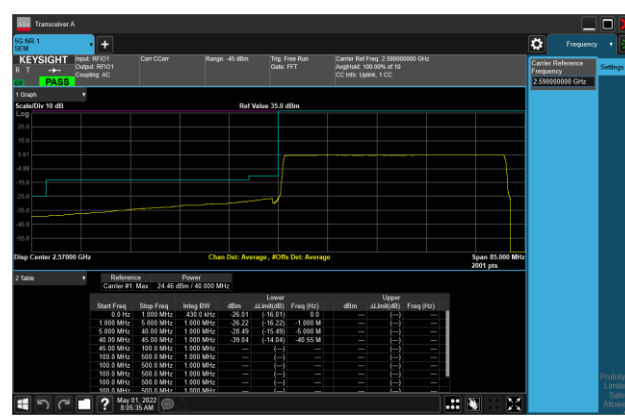 Transceiver A
5G NR 1
SEM
Frequency
KEYSIGHT
R T
PASS
Input: RFIO1
Output: RFIO1
Coupling: AC
Corr CCorr
Range: -45 dBm
Trig: Free Run
Gate: FFT
Carrier Ref Freq: 2.590000000 GHz
Avg|Hold: 100.00% of 10
CC Info: Uplink, 1 CC
Carrier Reference
Frequency
2.590000000 GHz
Settings
1 Graph
Scale/Div 10 dB
Ref Value 35.0 dBm
Log
25.0
15.0
5.01
-4.99
-15.0
-25.0
-35.0
-45.0
-55.0
Disp Center 2.57000 GHz
Chan Det: Average , #Offs Det: Average
Span 85.000 MHz
2001 pts
2 Table
Reference Power
Carrier #1 Max 24.46 dBm / 40.000 MHz
Lower Upper
Start Freq Stop Freq Integ BW dBm ΔLimit(dB) Freq (Hz) dBm ΔLimit(dB) Freq (Hz)
0.0 Hz 1.000 MHz 430.0 kHz -26.01 (-16.01) 0.0 --- (---) ---
1.000 MHz 5.000 MHz 1.000 MHz -26.22 (-16.22) -1.000 M --- (---) ---
5.000 MHz 40.00 MHz 1.000 MHz -28.49 (-15.49) -5.000 M --- (---) ---
40.00 MHz 45.00 MHz 1.000 MHz -39.04 (-14.04) -40.55 M --- (---) ---
45.00 MHz 100.0 MHz 1.000 MHz --- (---) --- --- (---) ---
100.0 MHz 500.0 MHz 1.000 MHz --- (---) --- --- (---) ---
100.0 MHz 500.0 MHz 1.000 MHz --- (---) --- --- (---) ---
100.0 MHz 500.0 MHz 1.000 MHz --- (---) --- --- (---) ---
100.0 MHz 500.0 MHz 1.000 MHz --- (---) --- --- (---) ---
100.0 MHz 500.0 MHz 1.000 MHz --- (---) --- --- (---) ---
May 01, 2022
8:05:35 AM